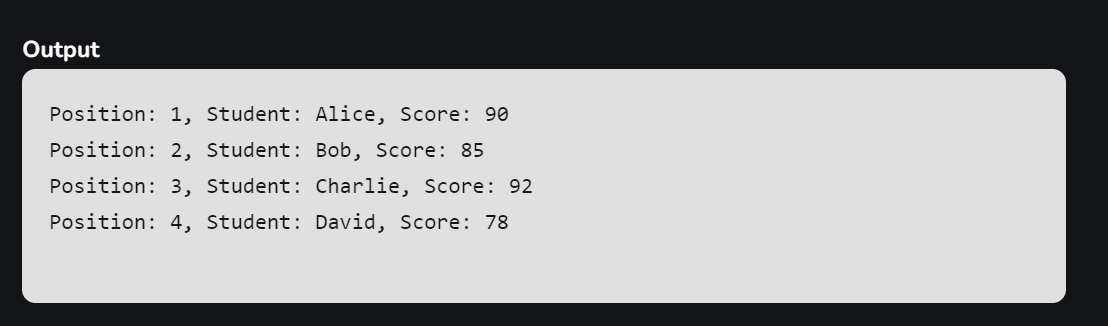 Output
Position: 1, Student: Alice, Score: 90
Position: 2, Student: Bob, Score: 85
Position: 3, Student: Charlie, Score: 92
Position: 4, Student: David, Score: 78